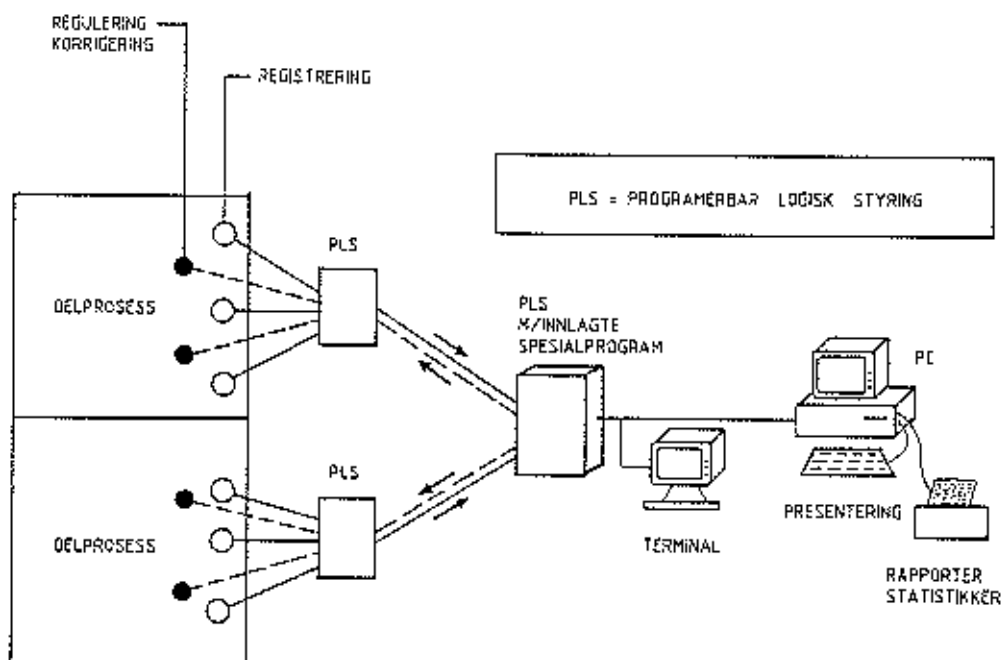 REGULERING
KORRIGERING
REGISTRERING
PLS = PROGRAMERBAR LOGISK STYRING
PLS
DELPROSESS
PLS
M/INNLAGTE
SPESIALPROGRAM
PC
PLS
DELPROSESS
TERMINAL
PRESENTERING
RAPPORTER
STATISTIKKER